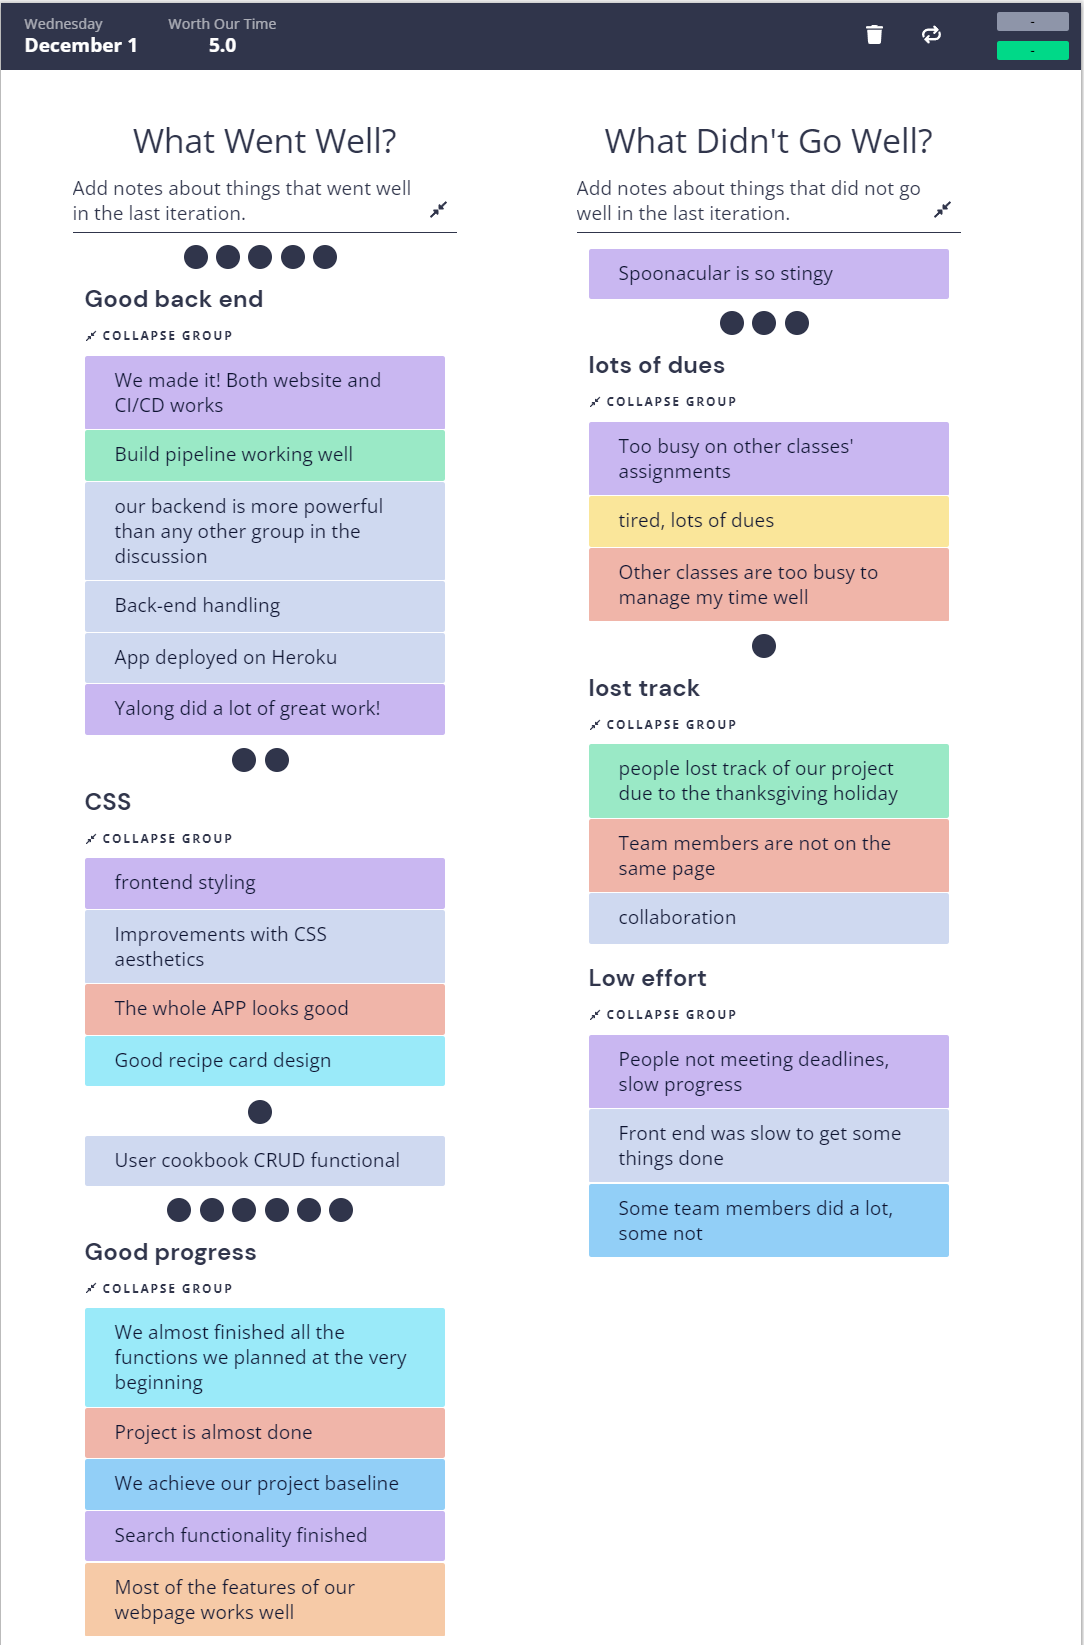 Wednesday
December 1
Worth Our Time
5.0
-
-
What Went Well?
Add notes about things that went well
in the last iteration.
Good back end
COLLAPSE GROUP
We made it! Both website and
CI/CD works
Build pipeline working well
our backend is more powerful
than any other group in the
discussion
Back-end handling
App deployed on Heroku
Yalong did a lot of great work!
CSS
COLLAPSE GROUP
frontend styling
Improvements with CSS
aesthetics
The whole APP looks good
Good recipe card design
User cookbook CRUD functional
Good progress
COLLAPSE GROUP
We almost finished all the
functions we planned at the very
beginning
Project is almost done
We achieve our project baseline
Search functionality finished
Most of the features of our
webpage works well
What Didn't Go Well?
Add notes about things that did not go
well in the last iteration.
Spoonacular is so stingy
lots of dues
COLLAPSE GROUP
Too busy on other classes'
assignments
tired, lots of dues
Other classes are too busy to
manage my time well
lost track
COLLAPSE GROUP
people lost track of our project
due to the thanksgiving holiday
Team members are not on the
same page
collaboration
Low effort
COLLAPSE GROUP
People not meeting deadlines,
slow progress
Front end was slow to get some
things done
Some team members did a lot,
some not